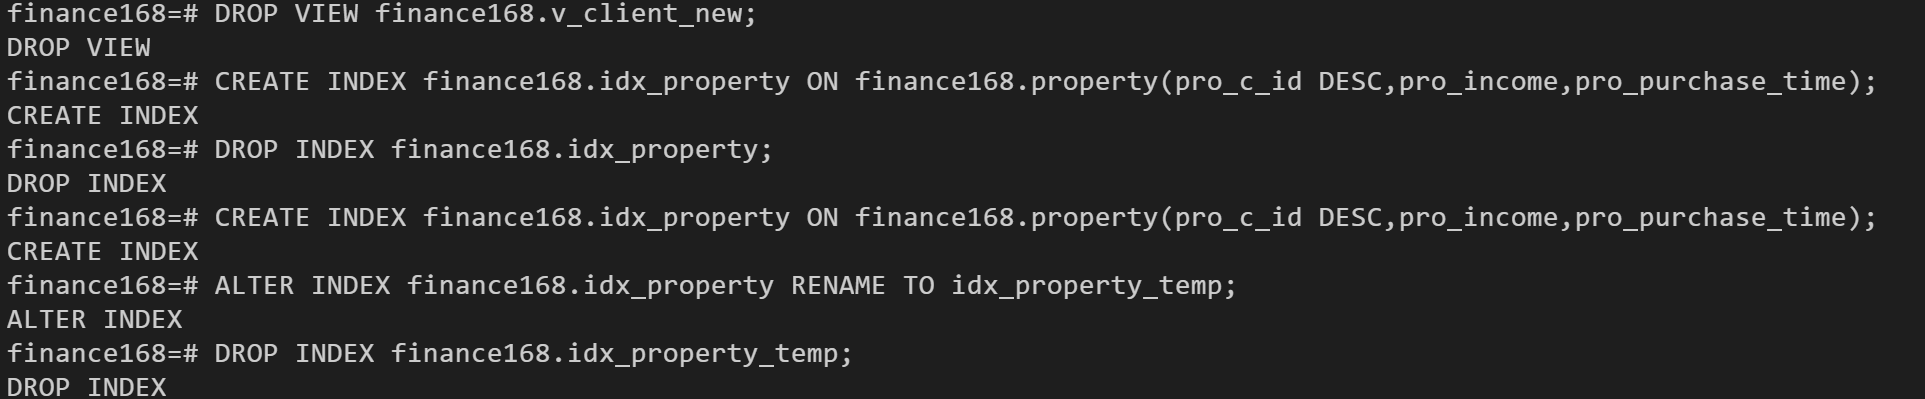 finance168=# DROP VIEW finance168.v_client_new;
DROP VIEW
finance168=# CREATE INDEX finance168.idx_property ON finance168.property(pro_c_id DESC,pro_income,pro_purchase_time);
CREATE INDEX
finance168=# DROP INDEX finance168.idx_property;
DROP INDEX
finance168=# CREATE INDEX finance168.idx_property ON finance168.property(pro_c_id DESC,pro_income,pro_purchase_time);
CREATE INDEX
finance168=# ALTER INDEX finance168.idx_property RENAME TO idx_property_temp;
ALTER INDEX
finance168=# DROP INDEX finance168.idx_property_temp;
DROP INDEX